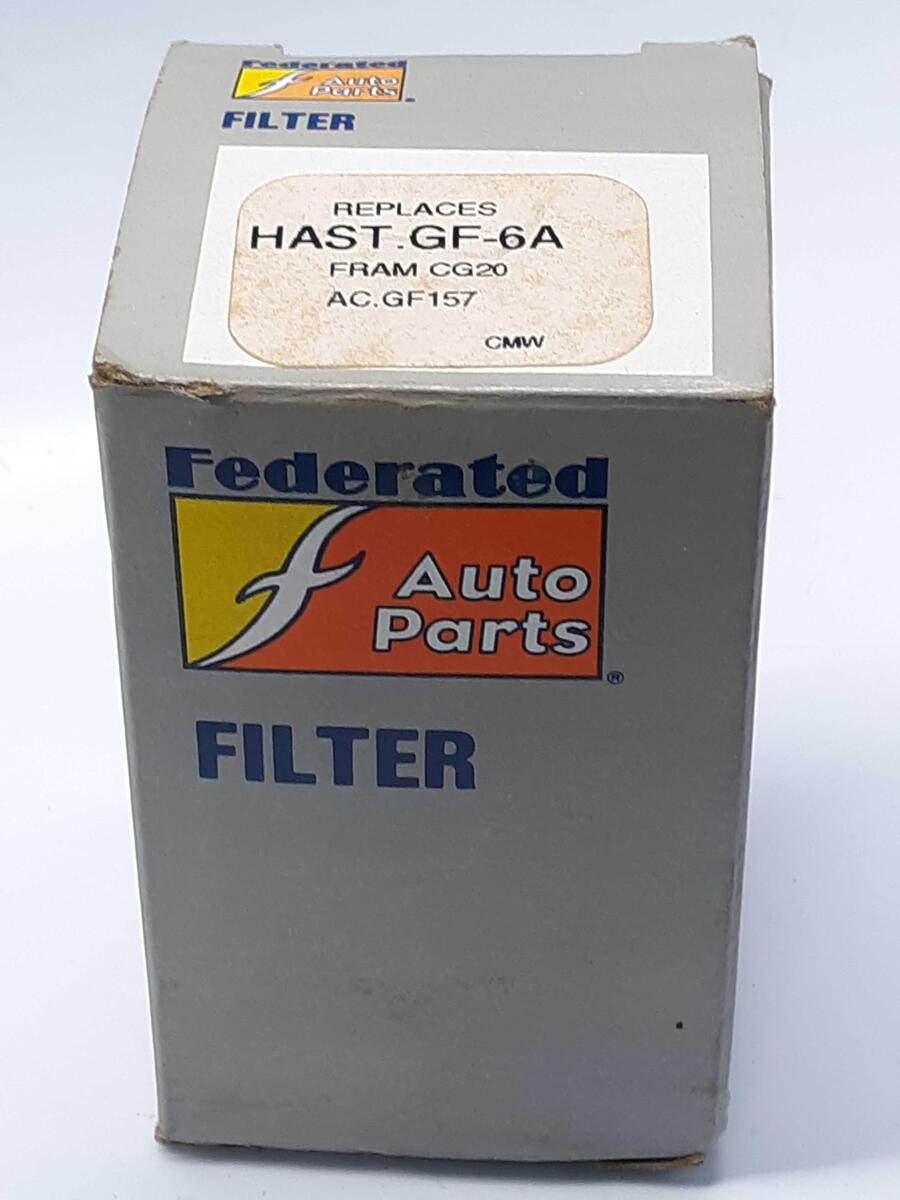 Federated
Auto
Parts
FILTER
REPLACES
HAST.GF-6A
FRAM CG20
AC.GF157
CMW
Federated
f Auto
Parts
®
FILTER